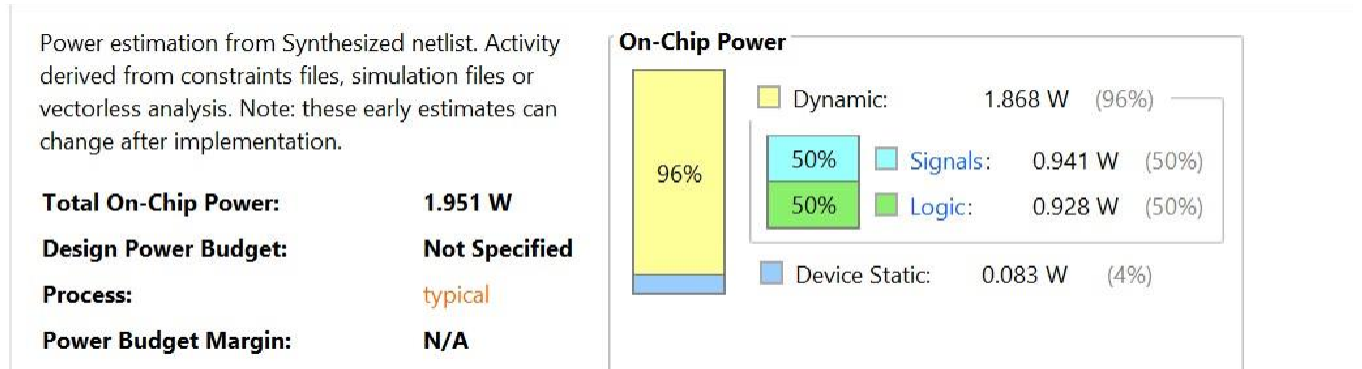 Power estimation from Synthesized netlist. Activity
derived from constraints files, simulation files or
vectorless analysis. Note: these early estimates can
change after implementation.
Total On-Chip Power: 1.951 W
Design Power Budget: Not Specified
Process: typical
Power Budget Margin: N/A
On-Chip Power
96%
Dynamic: 1.868 W (96%)
50% Signals: 0.941 W (50%)
50% Logic: 0.928 W (50%)
Device Static: 0.083 W (4%)